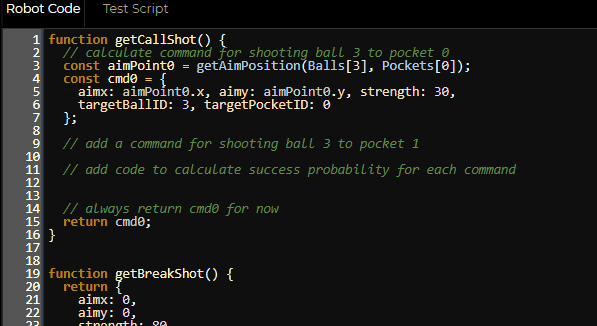 Robot Code Test Script
1 function getCallShot() {
2 // calculate command for shooting ball 3 to pocket 0
3 const aimPoint0 = getAimPosition(Balls[3], Pockets[0]);
4 const cmd0 = {
5 aimx: aimPoint0.x, aimy: aimPoint0.y, strength: 30,
6 targetBallID: 3, targetPocketID: 0
7 };
8
9 // add a command for shooting ball 3 to pocket 1
10
11 // add code to calculate success probability for each command
12
13
14 // always return cmd0 for now
15 return cmd0;
16 }
17
18
19 function getBreakShot() {
20 return {
21 aimx: 0,
22 aimy: 0,
23 strength: 80